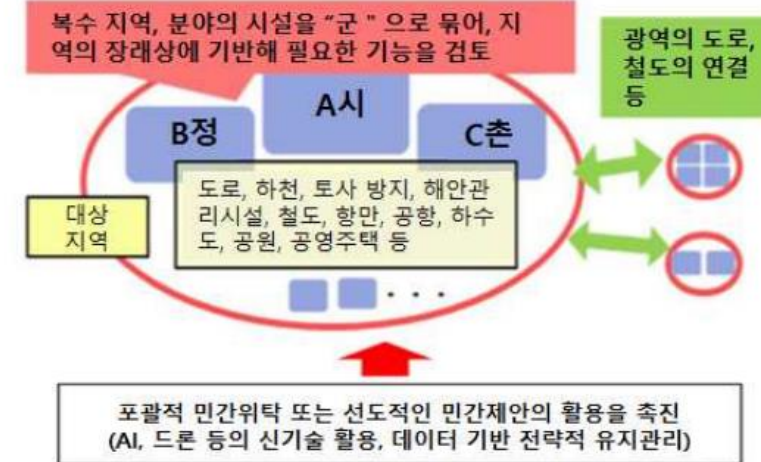 복수 지역, 분야의 시설을 "군 " 으로 묶어, 지
역의 장래상에 기반해 필요한 기능을 검토
광역의 도로,
철도의 연결
등
A시
B정
C촌
도로, 하천, 토사 방지, 해안관
리시설, 철도, 항만, 공항, 하수
도, 공원, 공영주택 등
대상
지역
· · ·
포괄적 민간위탁 또는 선도적인 민간제안의 활용을 촉진
(AI, 드론 등의 신기술 활용, 데이터 기반 전략적 유지관리)